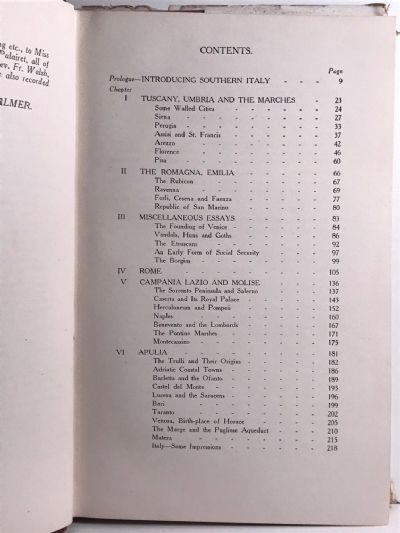 ng etc., to Miss
Palairet, all of
ev. Fr. Walsh,
e also recorded
LMER.
CONTENTS.
Page
Prologue—INTRODUCING SOUTHERN ITALY - - - 9
Chapter
I TUSCANY, UMBRIA AND THE MARCHES - 23
Some Walled Cities - - - - - - 24
Siena - - - - - - - - 27
Perugia - - - - - - - - 33
Assisi and St. Francis - - - - - 37
Arezzo - - - - - - - - 42
Florence - - - - - - - - 46
Pisa - - - - - - - - 60
II THE ROMAGNA, EMILIA - - - - - 66
The Rubicon - - - - - - - 67
Ravenna - - - - - - - - 69
Forli, Cesena and Faenza - - - - - 77
Republic of San Marino - - - - - 80
III MISCELLANEOUS ESSAYS - - - - - 83
The Founding of Venice - - - - - 84
Vandals, Huns and Goths - - - - - 86
The Etruscans - - - - - - - 92
An Early Form of Social Security - - - - 97
The Borgias - - - - - - - 99
IV ROME - - - - - - - - 105
V CAMPANIA LAZIO AND MOLISE - - - 136
The Sorrento Peninsula and Salerno - - - 137
Caserta and Its Royal Palace - - - - 143
Herculoneum and Pompeii - - - - - 152
Naples - - - - - - - - 160
Benevento and the Lombards - - - - 167
The Pontine Marshes - - - - - - 171
Montecassino - - - - - - - 175
VI APULIA - - - - - - - - 181
The Trulli and Their Origins - - - - 182
Adriatic Coastal Towns - - - - - 186
Barletta and the Ofanto - - - - - 189
Castel del Monte - - - - - - 193
Lucera and the Saracens - - - - - 196
Bari - - - - - - - - 199
Taranto - - - - - - - - 202
Venosa, Birth-place of Horace - - - - 205
The Murge and the Pugliese Aqueduct - - - 210
Matera - - - - - - - - 215
Italy—Some Impressions - - - - - 218